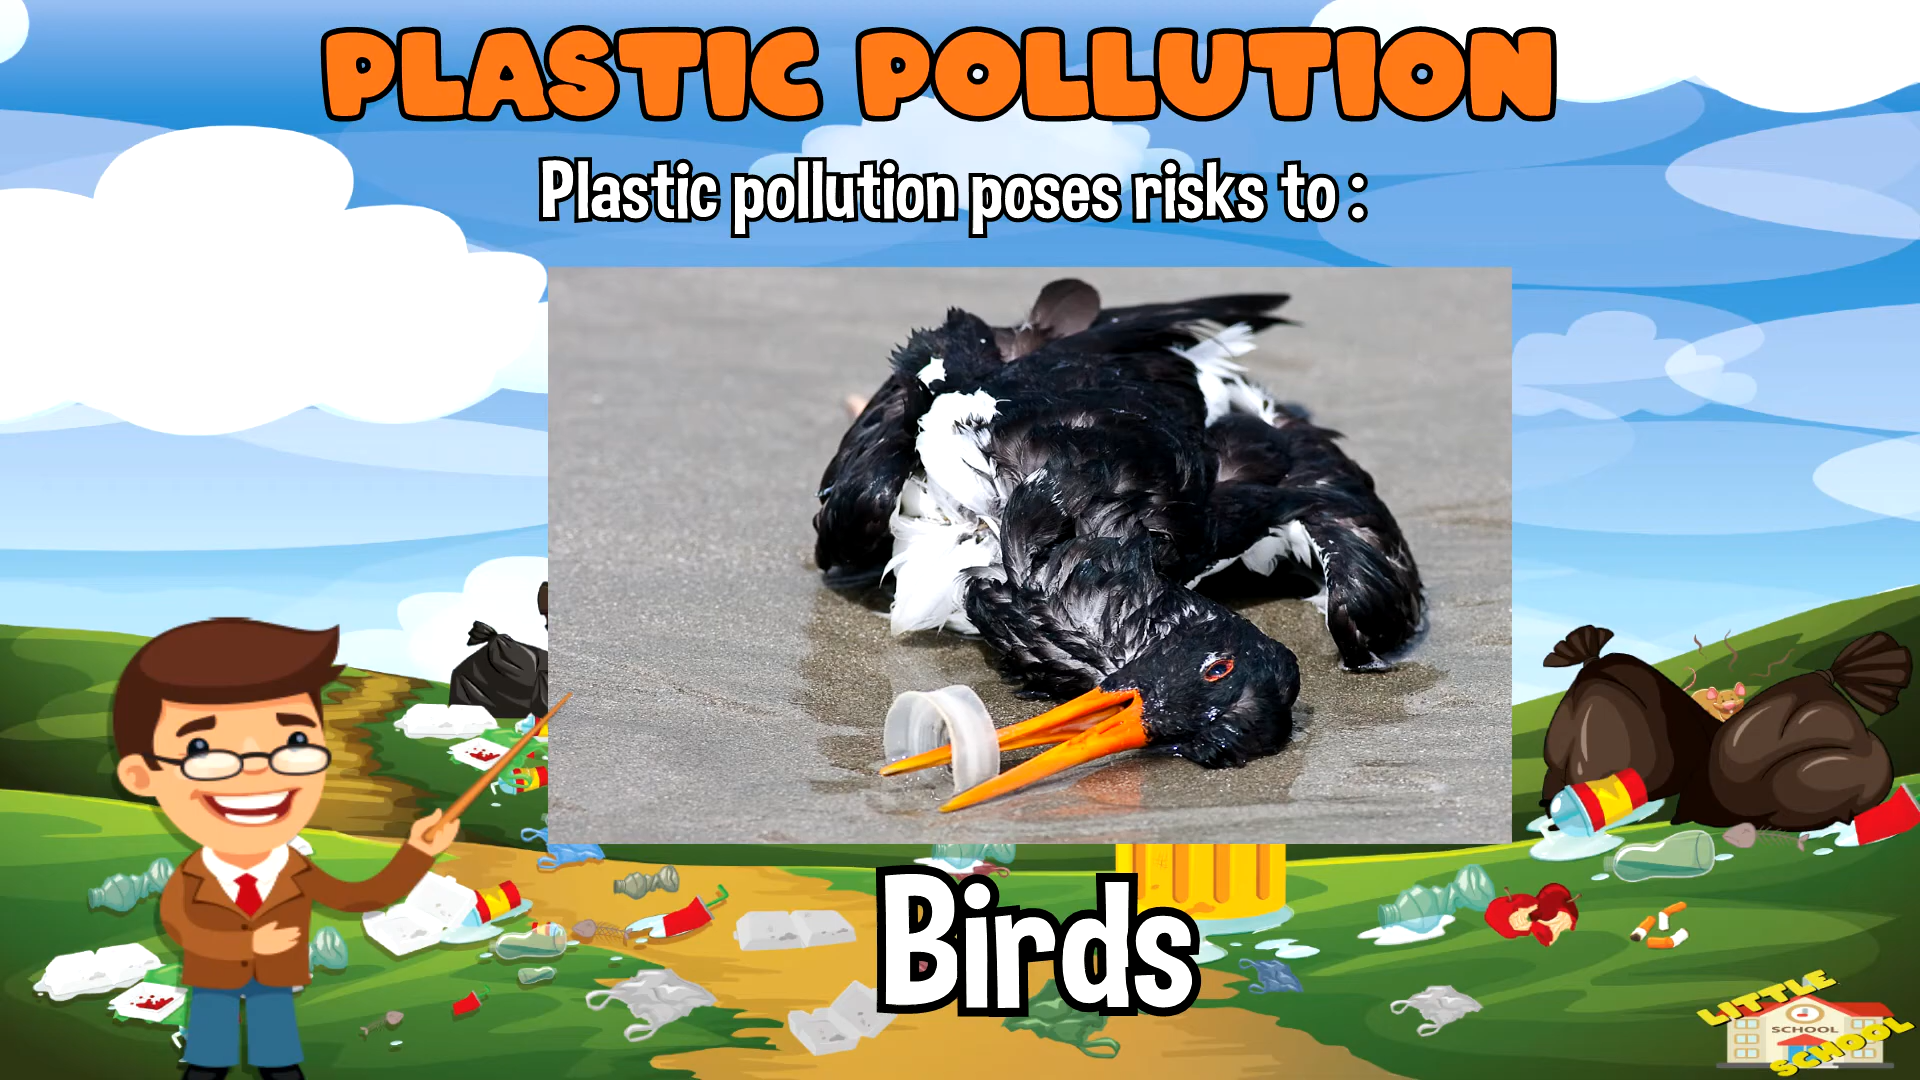 PLASTIC POLLUTION
Plastic pollution poses risks to :
Birds
LITTLE
SCHOOL
SCHOOL